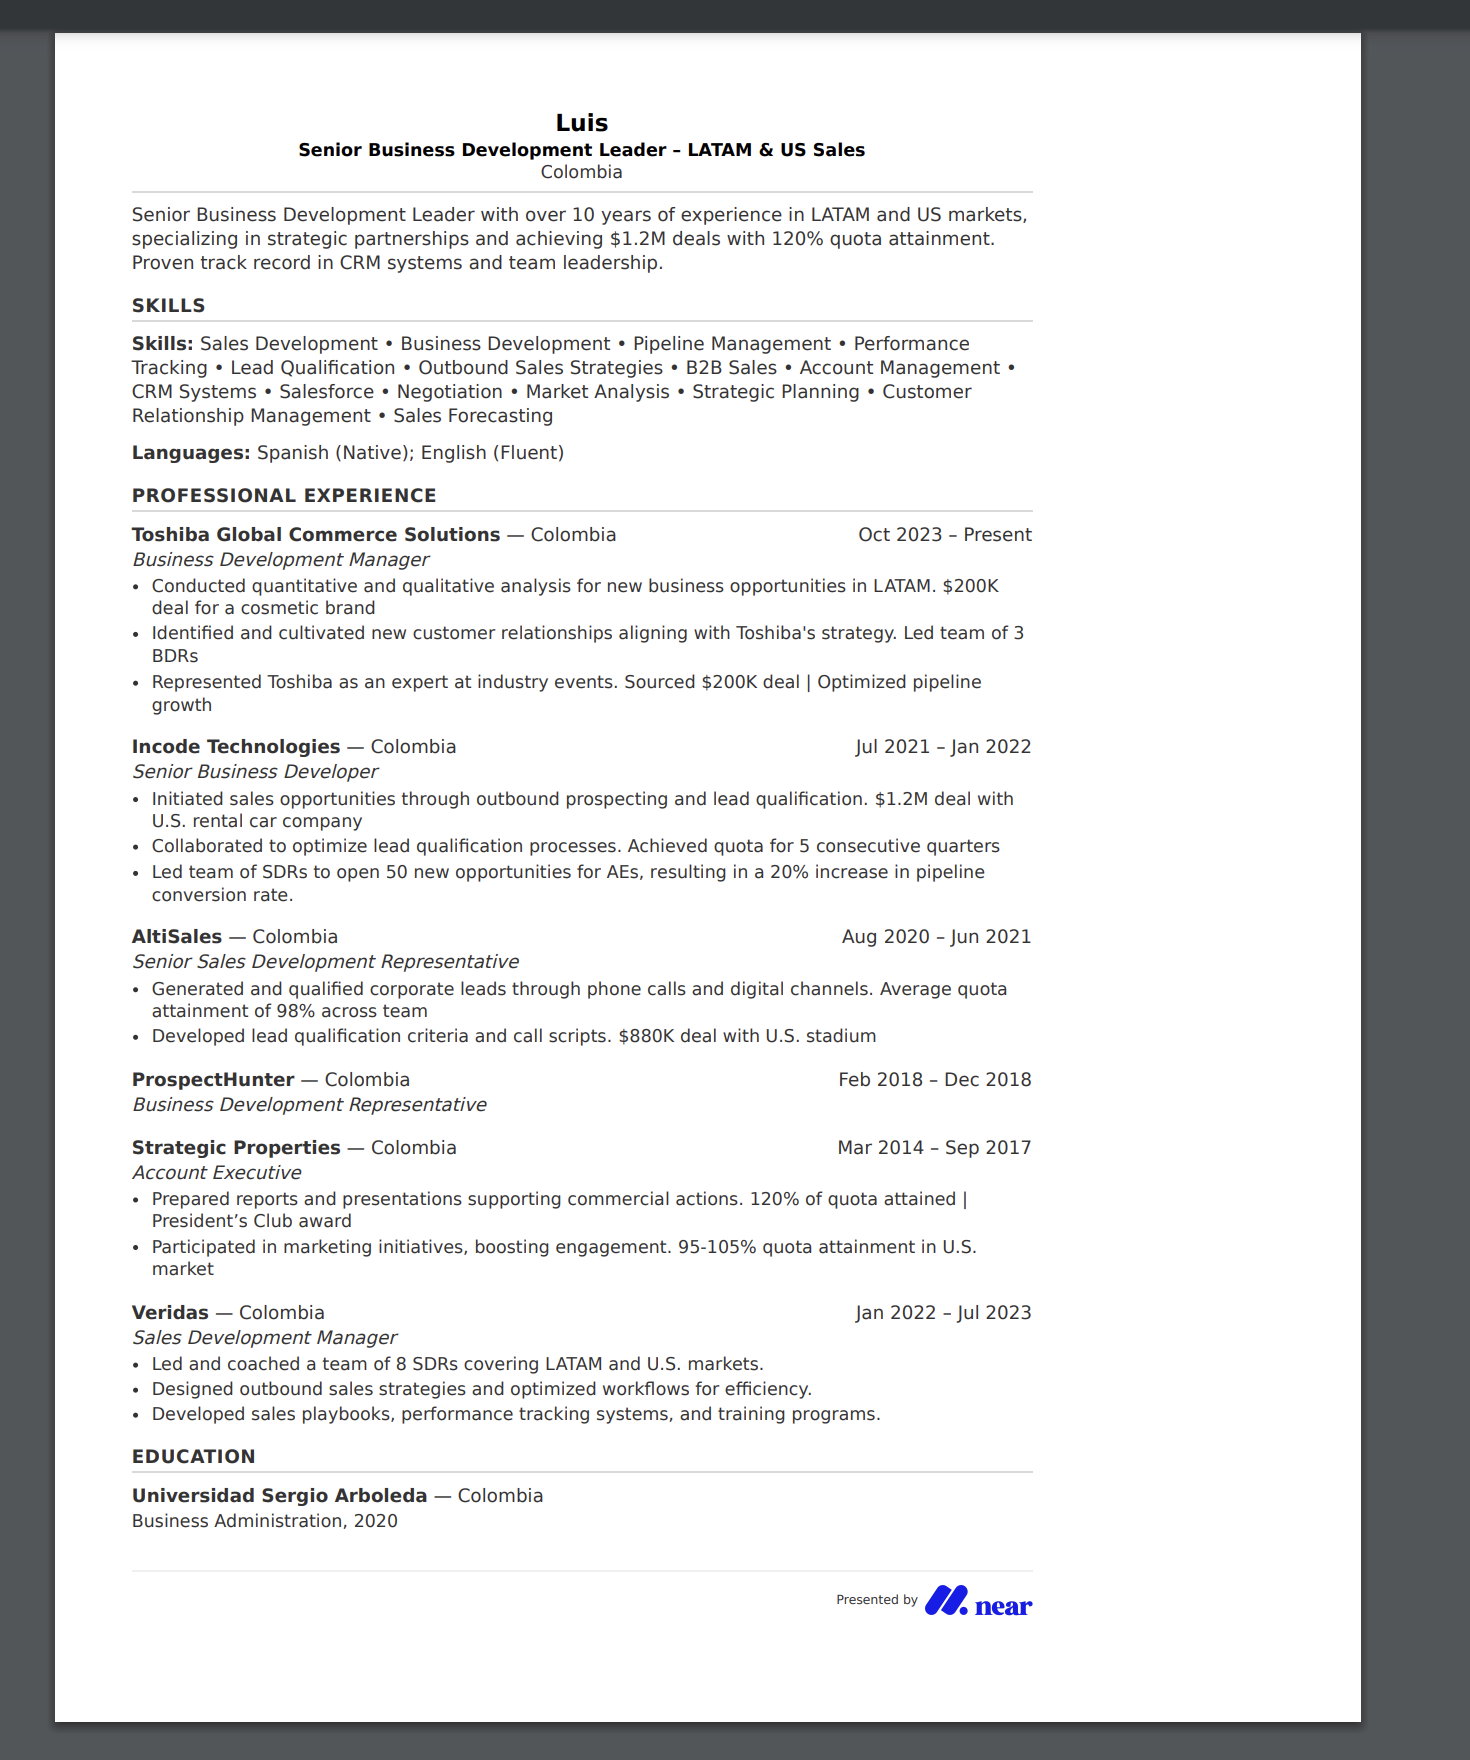 Luis
Senior Business Development Leader – LATAM & US Sales
Colombia
Senior Business Development Leader with over 10 years of experience in LATAM and US markets,
specializing in strategic partnerships and achieving $1.2M deals with 120% quota attainment.
Proven track record in CRM systems and team leadership.
SKILLS
Skills: Sales Development • Business Development • Pipeline Management • Performance
Tracking • Lead Qualification • Outbound Sales Strategies • B2B Sales • Account Management •
CRM Systems • Salesforce • Negotiation • Market Analysis • Strategic Planning • Customer
Relationship Management • Sales Forecasting
Languages: Spanish (Native); English (Fluent)
PROFESSIONAL EXPERIENCE
Toshiba Global Commerce Solutions — Colombia Oct 2023 – Present
Business Development Manager
• Conducted quantitative and qualitative analysis for new business opportunities in LATAM. $200K
deal for a cosmetic brand
• Identified and cultivated new customer relationships aligning with Toshiba's strategy. Led team of 3
BDRs
• Represented Toshiba as an expert at industry events. Sourced $200K deal | Optimized pipeline
growth
Incode Technologies — Colombia Jul 2021 – Jan 2022
Senior Business Developer
• Initiated sales opportunities through outbound prospecting and lead qualification. $1.2M deal with
U.S. rental car company
• Collaborated to optimize lead qualification processes. Achieved quota for 5 consecutive quarters
• Led team of SDRs to open 50 new opportunities for AEs, resulting in a 20% increase in pipeline
conversion rate.
AltiSales — Colombia Aug 2020 – Jun 2021
Senior Sales Development Representative
• Generated and qualified corporate leads through phone calls and digital channels. Average quota
attainment of 98% across team
• Developed lead qualification criteria and call scripts. $880K deal with U.S. stadium
ProspectHunter — Colombia Feb 2018 – Dec 2018
Business Development Representative
Strategic Properties — Colombia Mar 2014 – Sep 2017
Account Executive
• Prepared reports and presentations supporting commercial actions. 120% of quota attained |
President’s Club award
• Participated in marketing initiatives, boosting engagement. 95-105% quota attainment in U.S.
market
Veridas — Colombia Jan 2022 – Jul 2023
Sales Development Manager
• Led and coached a team of 8 SDRs covering LATAM and U.S. markets.
• Designed outbound sales strategies and optimized workflows for efficiency.
• Developed sales playbooks, performance tracking systems, and training programs.
EDUCATION
Universidad Sergio Arboleda — Colombia
Business Administration, 2020
Presented by near